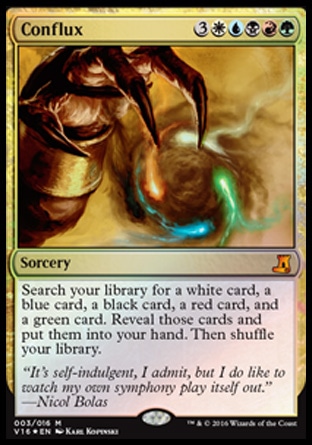 Conflux 3
Sorcery
Search your library for a white card, a
blue card, a black card, a red card, and
a green card. Reveal those cards and
put them into your hand. Then shuffle
your library.
“It’s self-indulgent, I admit, but I do like to
watch my own symphony play itself out.”
—Nicol Bolas
003/016 M
V16 • EN Karl Kopinski
™ & © 2016 Wizards of the Coast